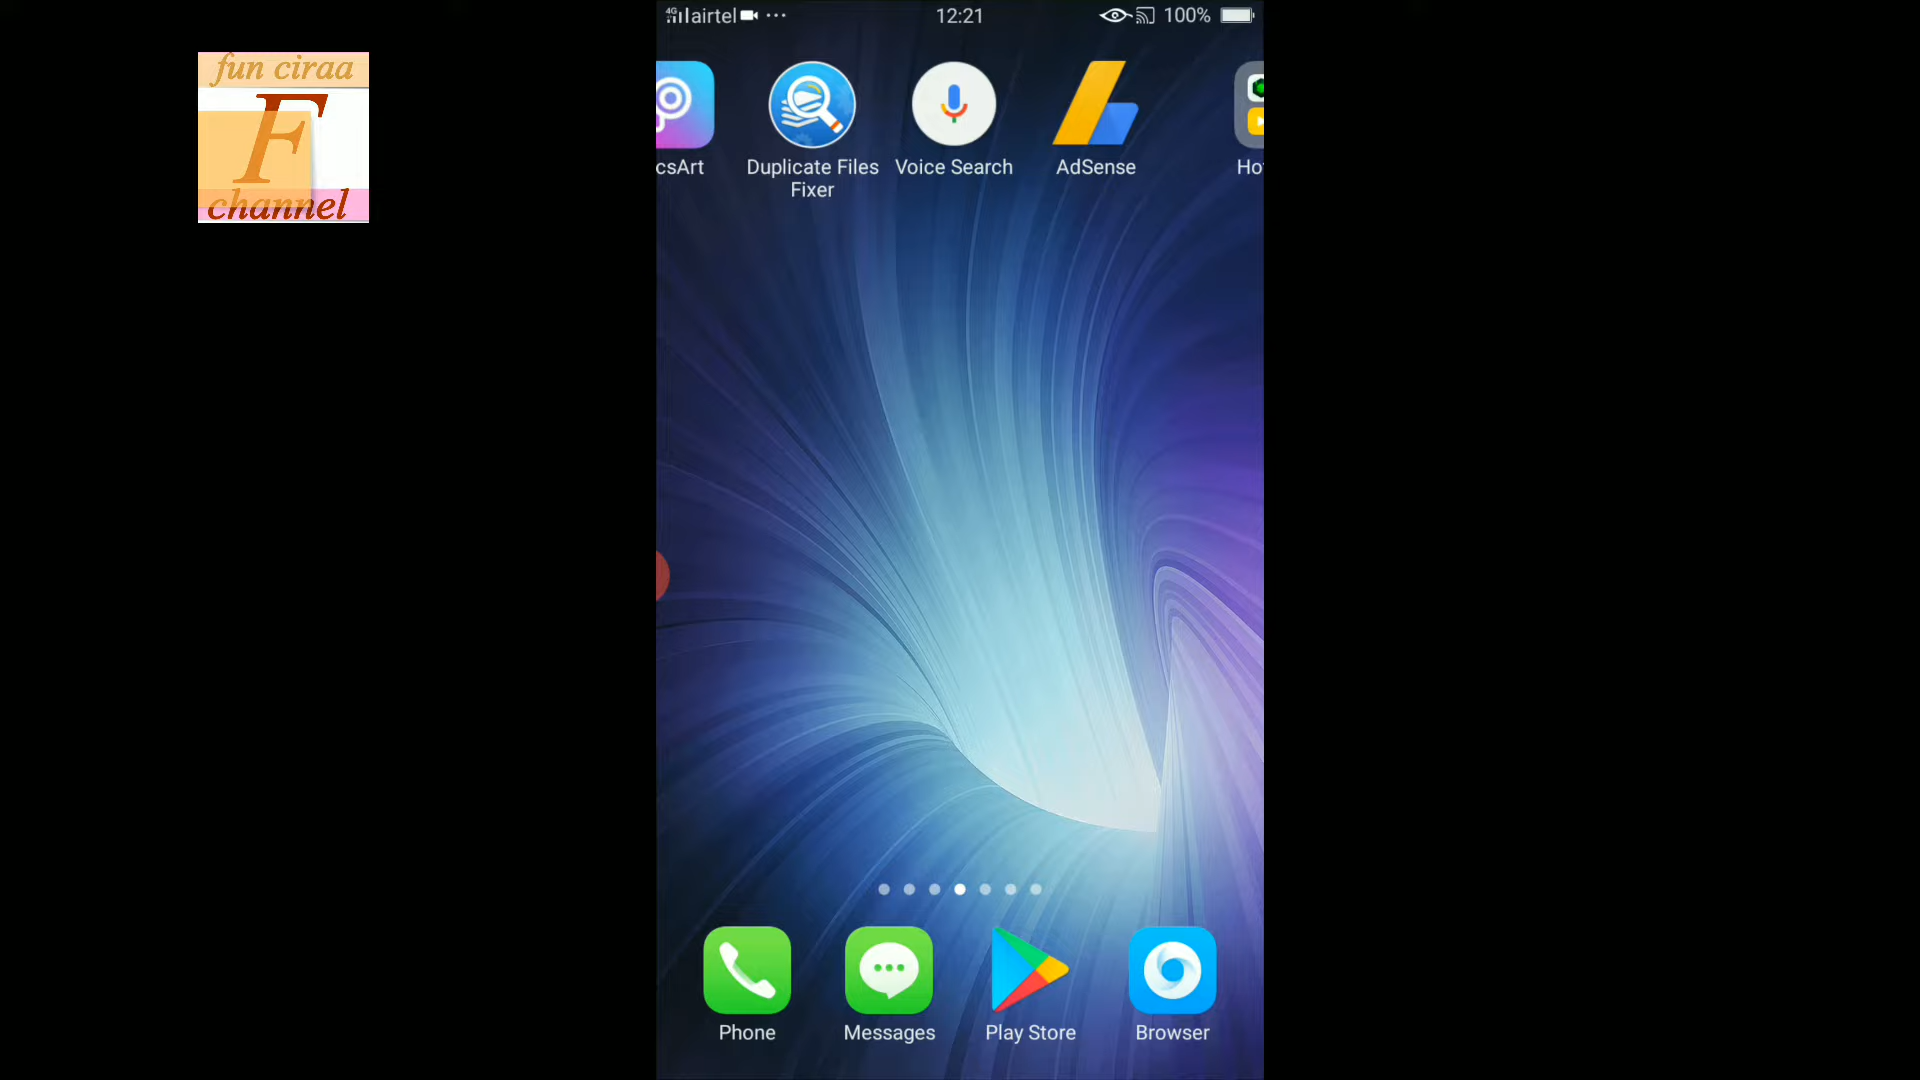 fun ciraa
F
channel
4G airtel ... 12:21 100%
csArt
Duplicate Files
Fixer
Voice Search
AdSense
Ho
Phone
Messages
Play Store
Browser